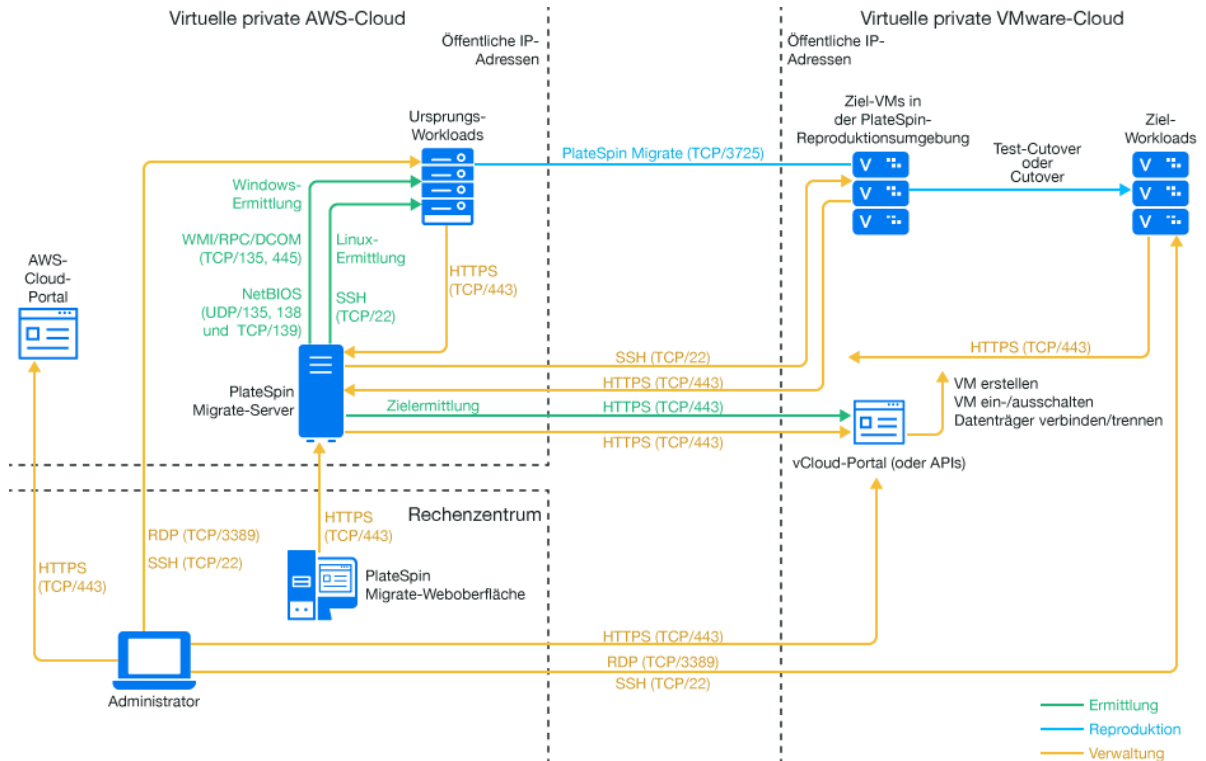 Virtuelle private AWS-Cloud
Virtuelle private VMware-Cloud
Öffentliche IP-
Adressen
Öffentliche IP-
Adressen
Ursprungs-
Workloads
Ziel-VMs in
der PlateSpin-
Reproduktionsumgebung
Ziel-
Workloads
PlateSpin Migrate (TCP/3725)
Test-Cutover
oder
Cutover
Windows-
Ermittlung
WMI/RPC/DCOM
(TCP/135, 445)
Linux-
Ermittlung
NetBIOS
(UDP/135, 138
und TCP/139)
SSH
(TCP/22)
HTTPS
(TCP/443)
AWS-
Cloud-
Portal
SSH (TCP/22)
HTTPS (TCP/443)
HTTPS (TCP/443)
PlateSpin
Migrate-Server
Zielermittlung
HTTPS (TCP/443)
HTTPS (TCP/443)
VM erstellen
VM ein-/ausschalten
Datenträger verbinden/trennen
vCloud-Portal (oder APIs)
Rechenzentrum
HTTPS
(TCP/443)
RDP (TCP/3389)
SSH (TCP/22)
HTTPS
(TCP/443)
PlateSpin
Migrate-Weboberfläche
HTTPS (TCP/443)
RDP (TCP/3389)
SSH (TCP/22)
Administrator
Ermittlung
Reproduktion
Verwaltung